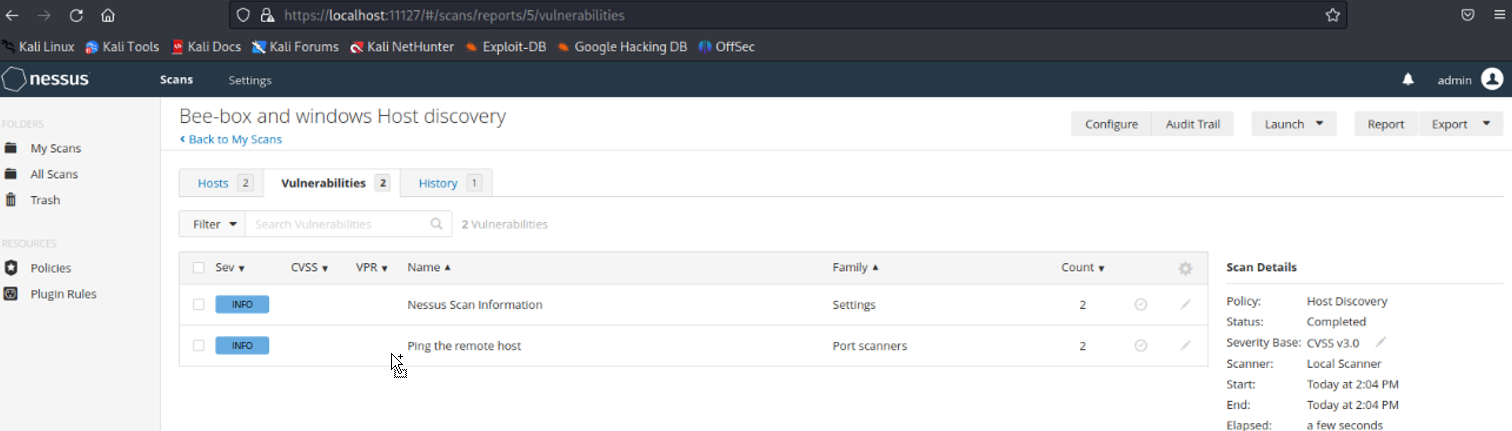 https://localhost:11127/#/scans/reports/5/vulnerabilities
Kali Linux Kali Tools Kali Docs Kali Forums Kali NetHunter Exploit-DB Google Hacking DB OffSec
nessus Scans Settings admin
FOLDERS
My Scans
All Scans
Trash
RESOURCES
Policies
Plugin Rules
Bee-box and windows Host discovery
Back to My Scans
Configure Audit Trail Launch Report Export
Hosts 2 Vulnerabilities 2 History 1
Filter Search Vulnerabilities 2 Vulnerabilities
Sev CVSS VPR Name Family Count
INFO Nessus Scan Information Settings 2
INFO Ping the remote host Port scanners 2
Scan Details
Policy: Host Discovery
Status: Completed
Severity Base: CVSS v3.0
Scanner: Local Scanner
Start: Today at 2:04 PM
End: Today at 2:04 PM
Elapsed: a few seconds